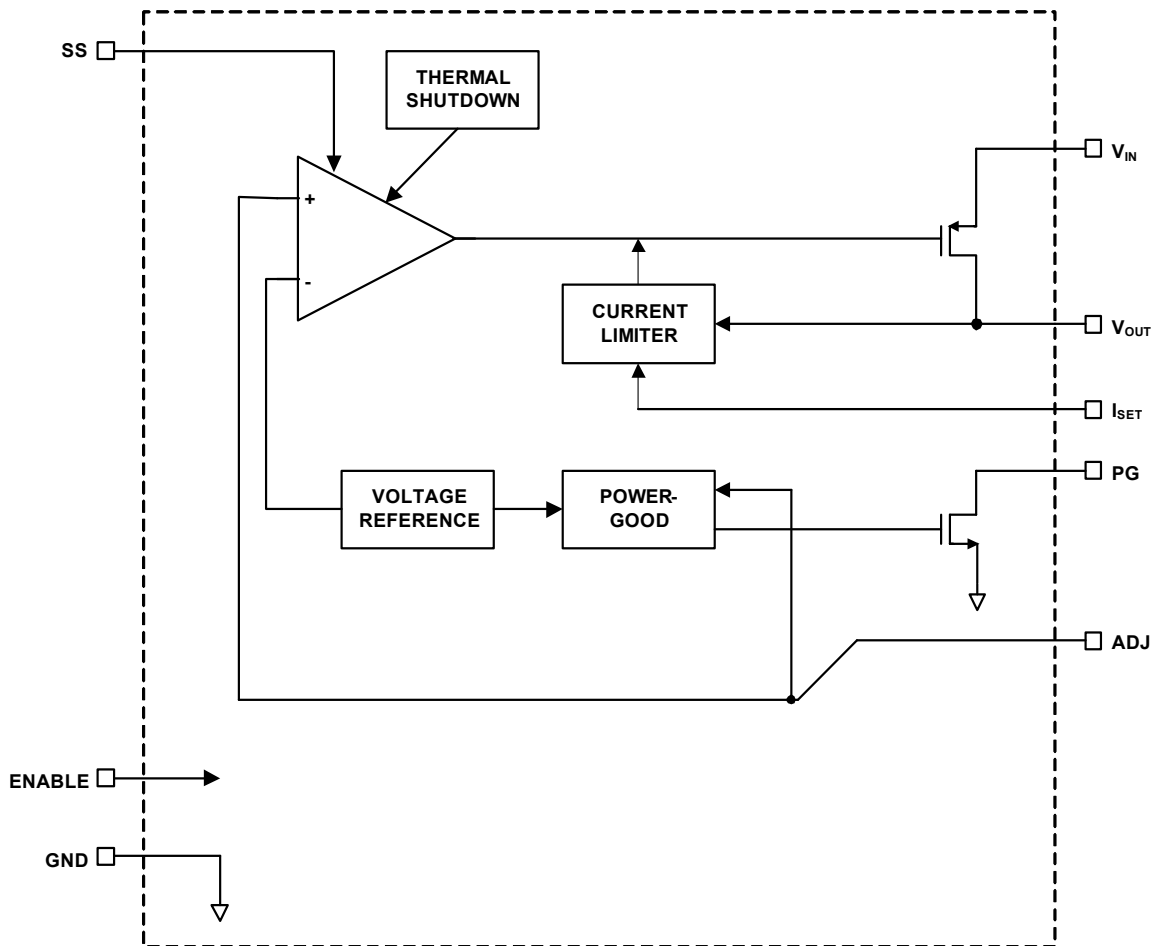 SS
THERMAL
SHUTDOWN
VIN
+
-
CURRENT
LIMITER
VOUT
ISET
PG
VOLTAGE
REFERENCE
POWER-
GOOD
ADJ
ENABLE
GND